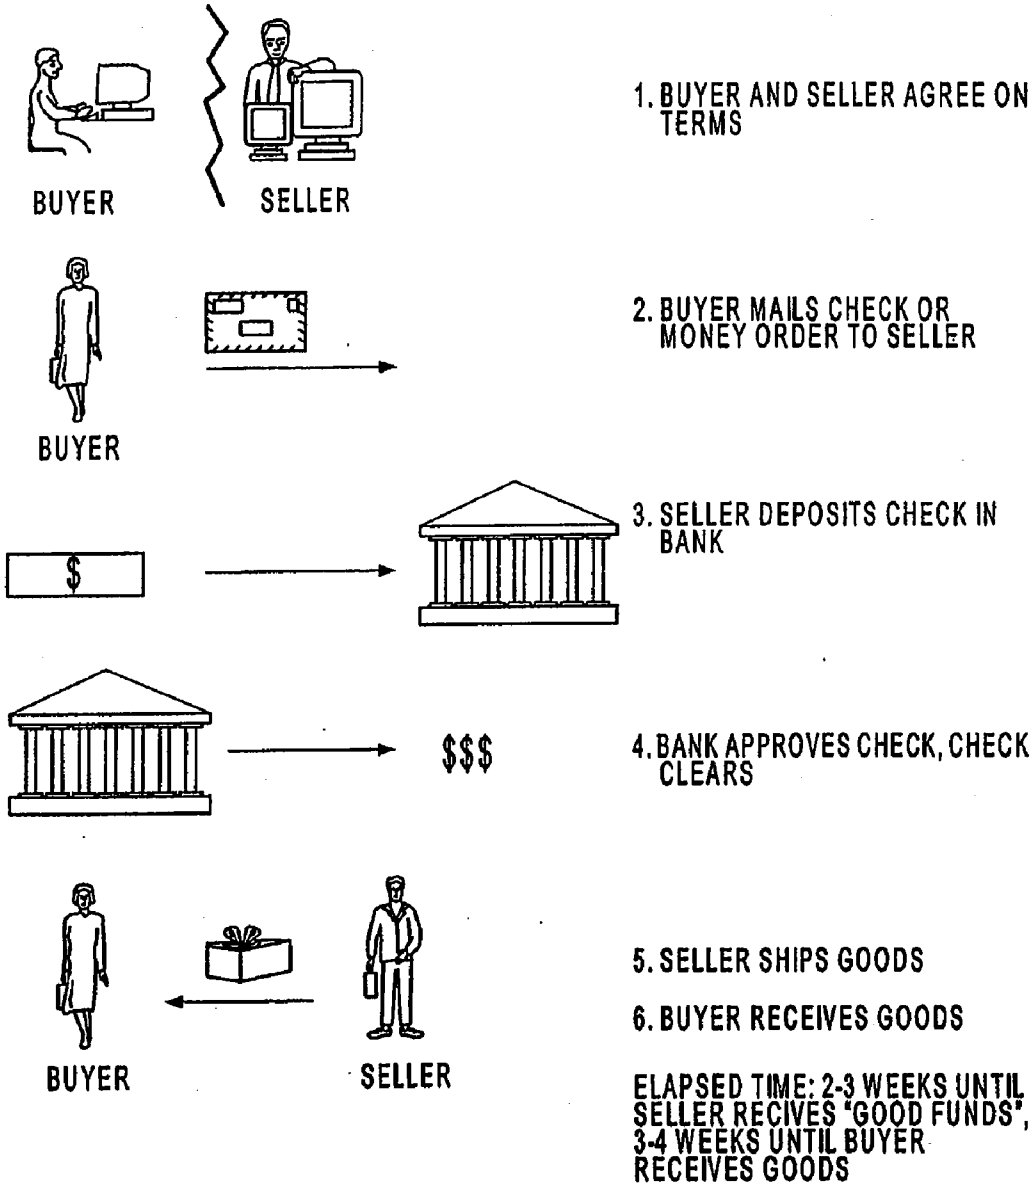 1. BUYER AND SELLER AGREE ON
TERMS
BUYER
SELLER
2. BUYER MAILS CHECK OR
MONEY ORDER TO SELLER
BUYER
3. SELLER DEPOSITS CHECK IN
BANK
$
$$$
4. BANK APPROVES CHECK, CHECK
CLEARS
5. SELLER SHIPS GOODS
6. BUYER RECEIVES GOODS
BUYER
SELLER
ELAPSED TIME: 2-3 WEEKS UNTIL
SELLER RECIVES "GOOD FUNDS",
3-4 WEEKS UNTIL BUYER
RECEIVES GOODS